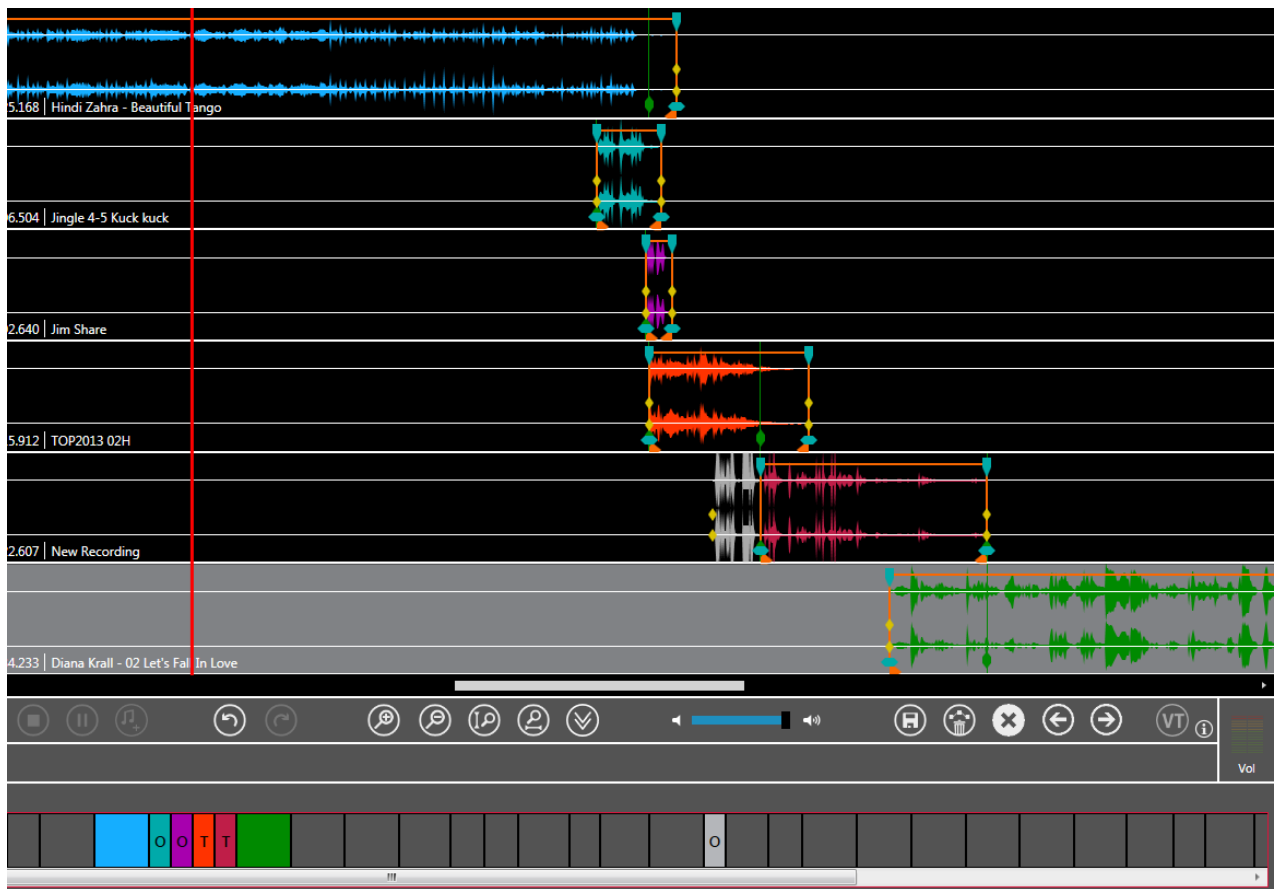 5.168 | Hindi Zahra - Beautiful Tango
6.504 | Jingle 4-5 Kuck kuck
2.640 | Jim Share
5.912 | TOP2013 02H
2.607 | New Recording
4.233 | Diana Krall - 02 Let's Fall In Love
VT i
Vol
O O T T O